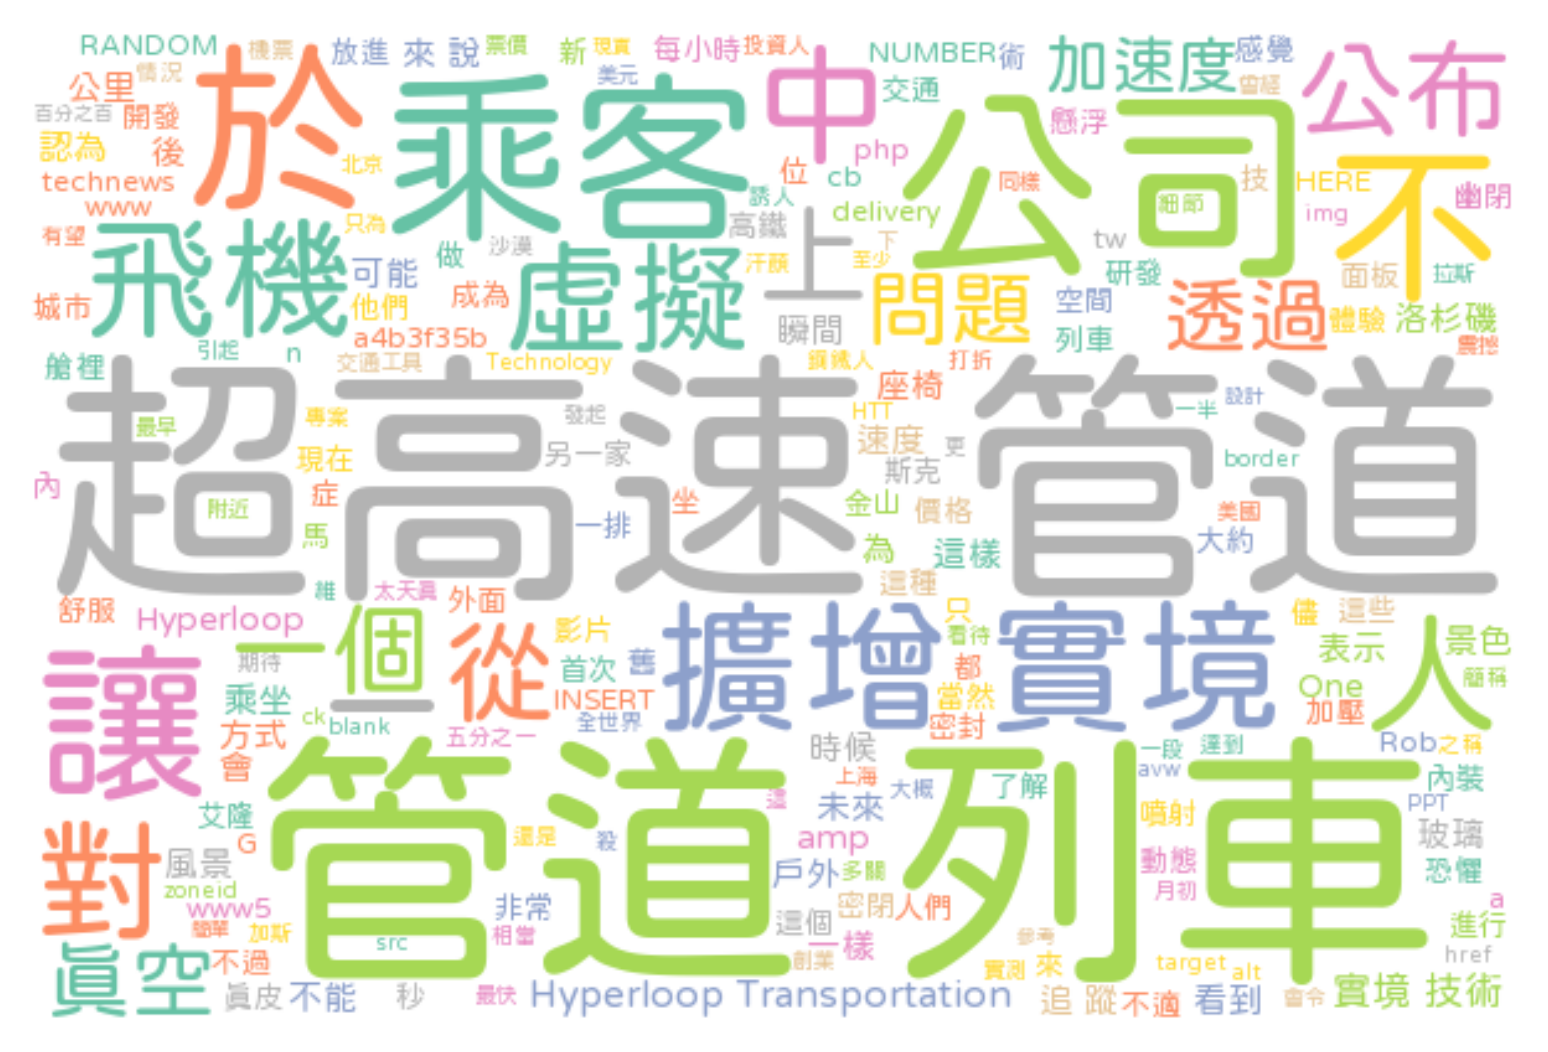 RANDOM
機票
放進
來
說
票價
新
現實
每小時
投資人
NUMBER
術
加速度
感覺
公布
公里
情況
於
乘客
美元
中
交通
公司
曾經
百分之百
開發
懸浮
不
認為
後
北京
php
technews
位
cb
同樣
技
HERE
幽閉
www
誘人
delivery
細節
img
有望
只為
高鐵
上
下
tw
飛機
做
沙漠
虛擬
汗顏
至少
問題
研發
面板
拉斯
可能
成為
空間
透過
城市
他們
瞬間
體驗
洛杉磯
a4b3f35b
列車
震撼
艙裡
引起
n
交通工具
Technology
鋼鐵人
打折
超高速
管道
座椅
一半
設計
最早
專案
發起
HTT
現在
另一家
速度
更
border
內
症
斯克
附近
坐
金山
價格
美國
馬
一排
為
這樣
大約
維
太天真
這種
舒服
Hyperloop
外面
擴增實境
只
儘
這些
一個
從
影片
看待
人
景色
讓
期待
首次
舊
都
表示
簡稱
乘坐
INSERT
當然
One
加壓
ck
blank
一
全世界
密封
方式
五分之一
時候
一段
達到
Rob
之稱
會
管道列車
上海
avw
內裝
大概
了解
艾隆
這
未來
噴射
PPT
對
G
還是
殺
amp
玻璃
風景
戶外
多關
動態
恐懼
zoneid
月初
www5
非常
密閉
人們
a
簡單
加斯
相當
這個
一樣
進行
src
參考
真空
不過
創業
實測
來
target
alt
href
真皮
不能
秒
最快
Hyperloop Transportation
追
蹤
不適
看到
會令
實境
技術